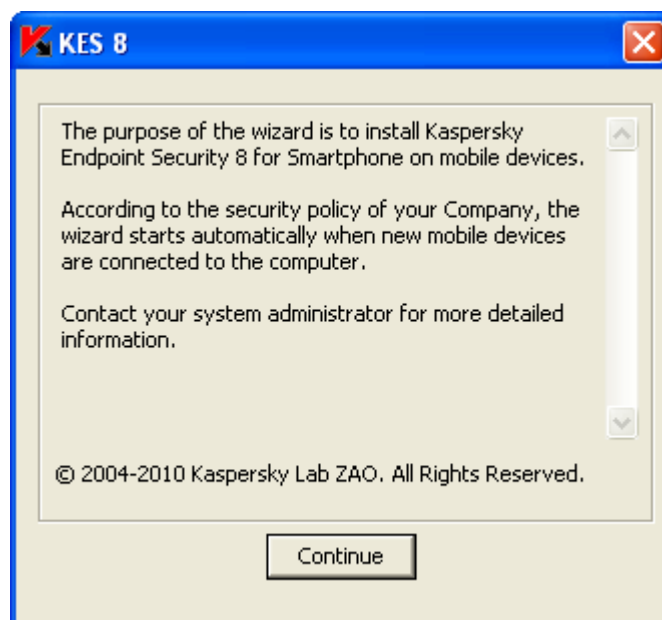 KES 8
The purpose of the wizard is to install Kaspersky
Endpoint Security 8 for Smartphone on mobile devices.
According to the security policy of your Company, the
wizard starts automatically when new mobile devices
are connected to the computer.
Contact your system administrator for more detailed
information.
© 2004-2010 Kaspersky Lab ZAO. All Rights Reserved.
Continue